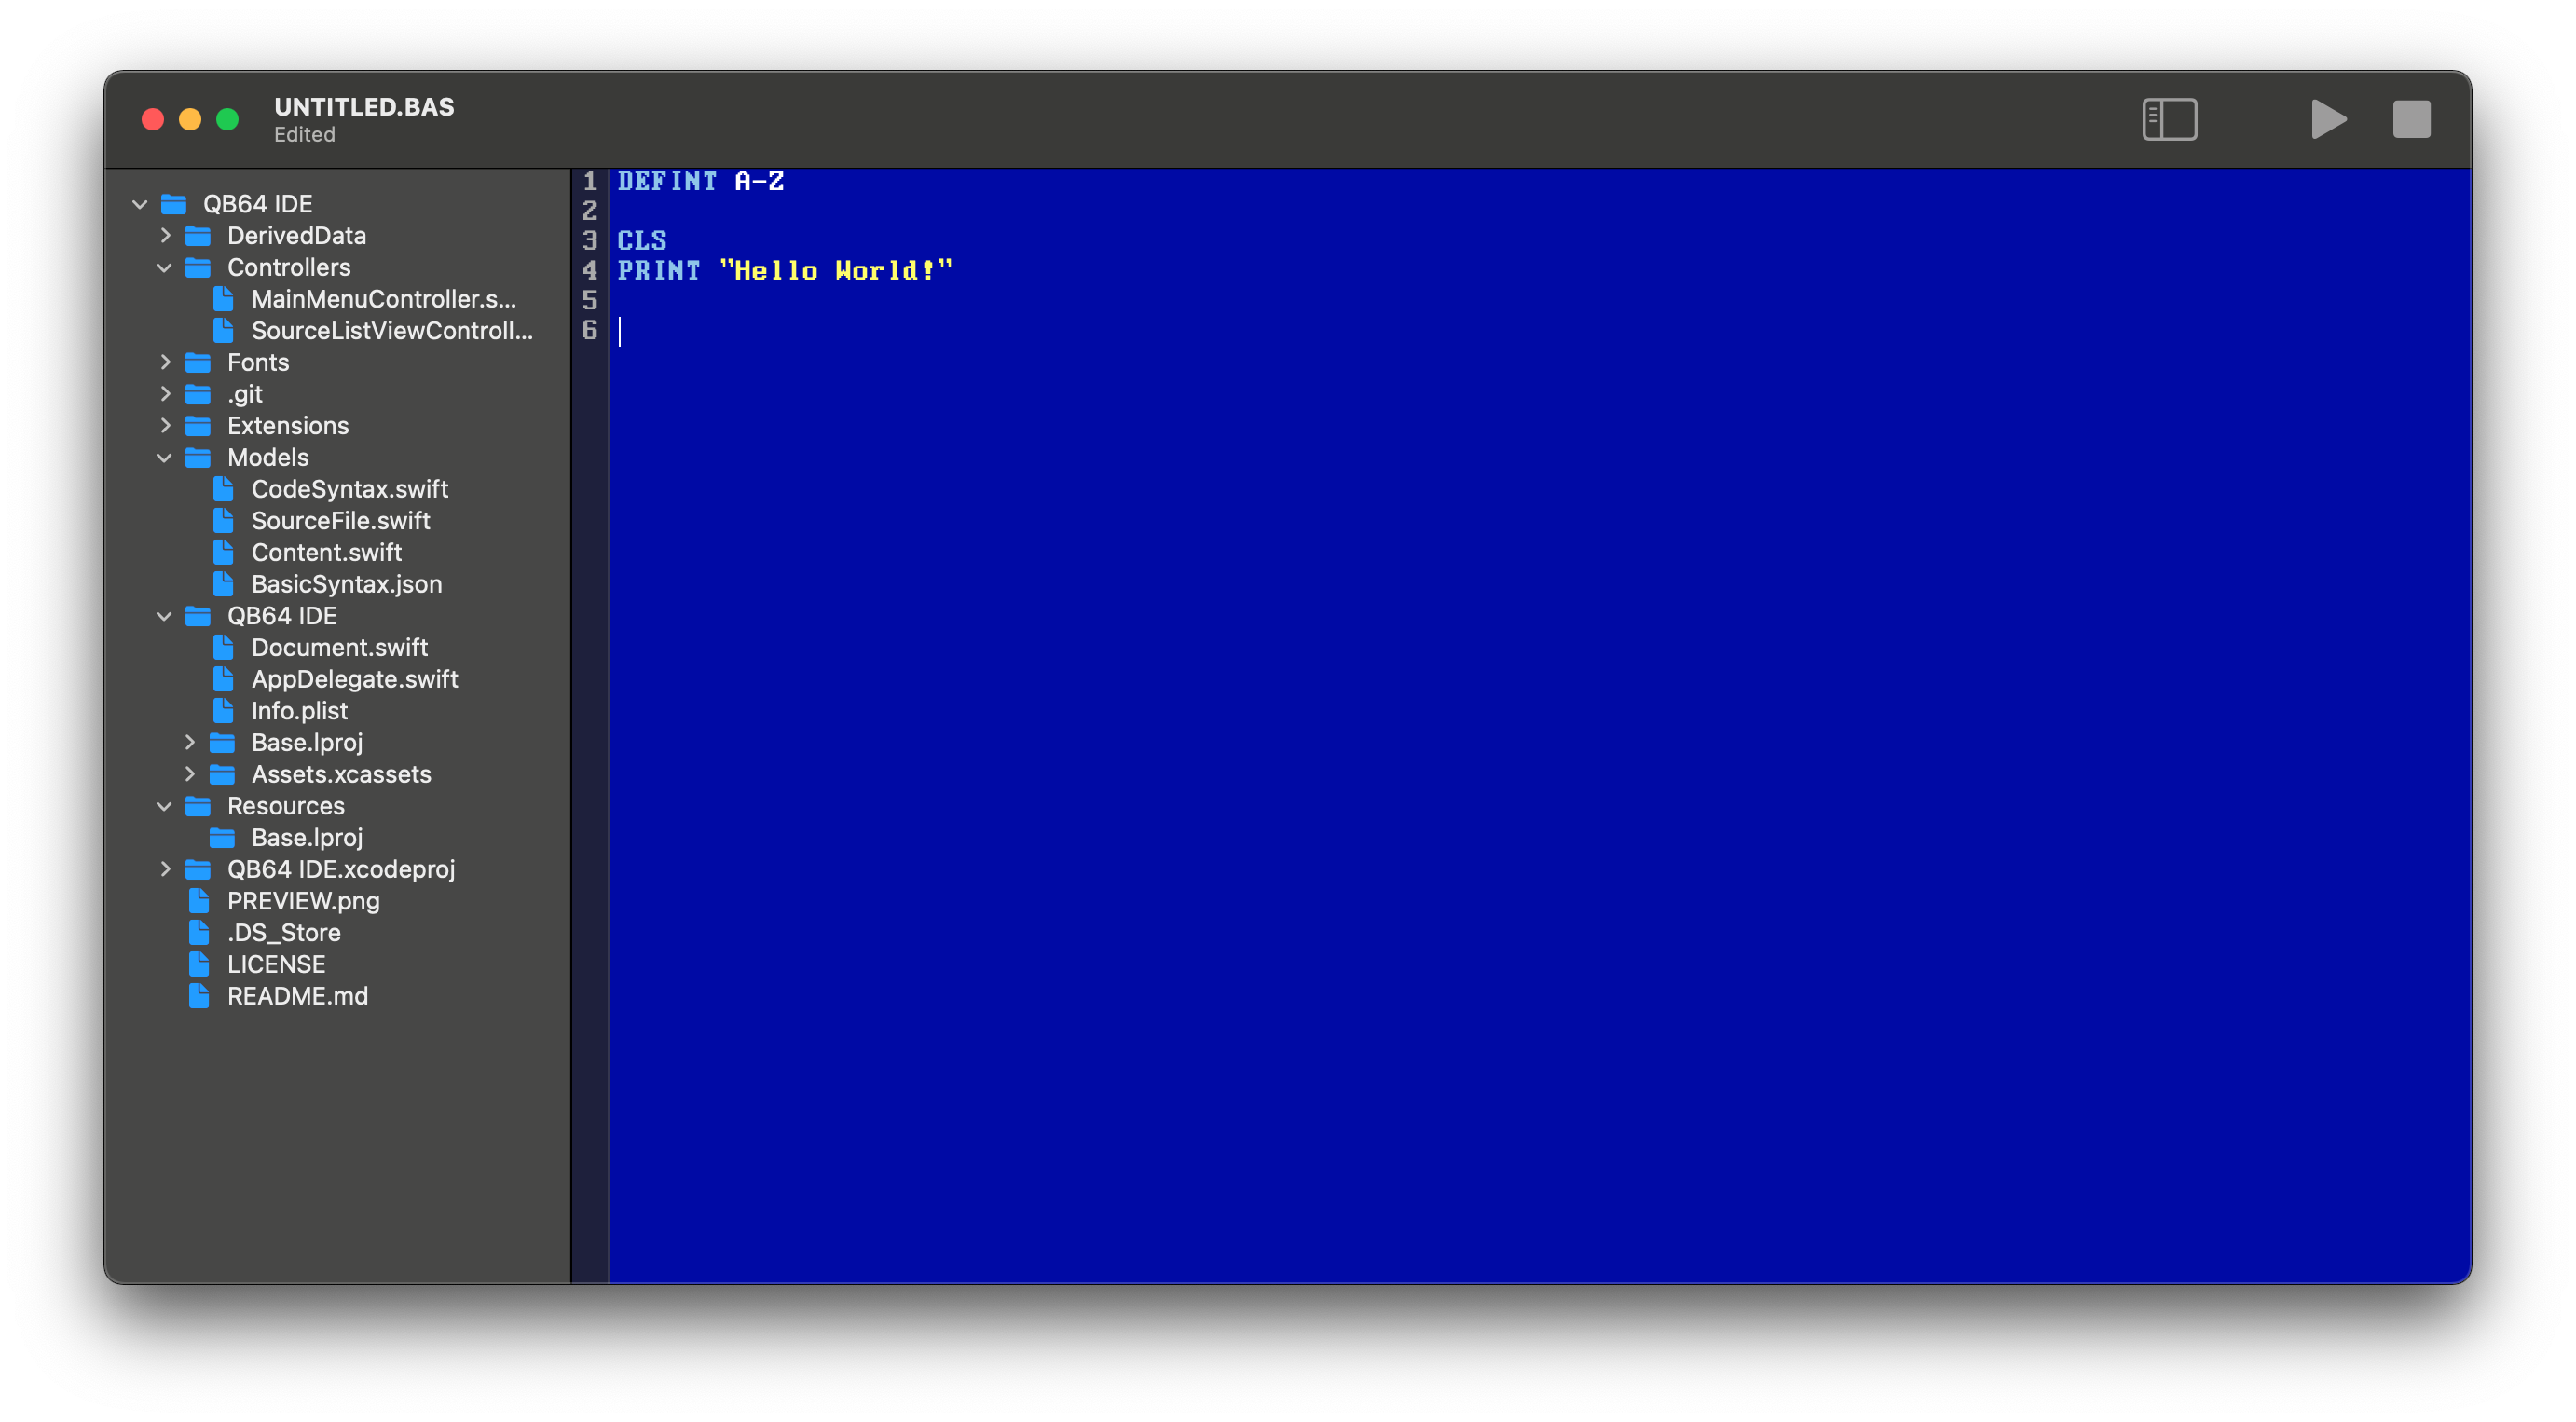 UNTITLED.BAS
Edited
QB64 IDE
DerivedData
Controllers
MainMenuController.s...
SourceListViewControll...
Fonts
.git
Extensions
Models
CodeSyntax.swift
SourceFile.swift
Content.swift
BasicSyntax.json
QB64 IDE
Document.swift
AppDelegate.swift
Info.plist
Base.lproj
Assets.xcassets
Resources
Base.lproj
QB64 IDE.xcodeproj
PREVIEW.png
.DS_Store
LICENSE
README.md
1 DEFINT A-Z
2
3 CLS
4 PRINT "Hello World!"
5
6